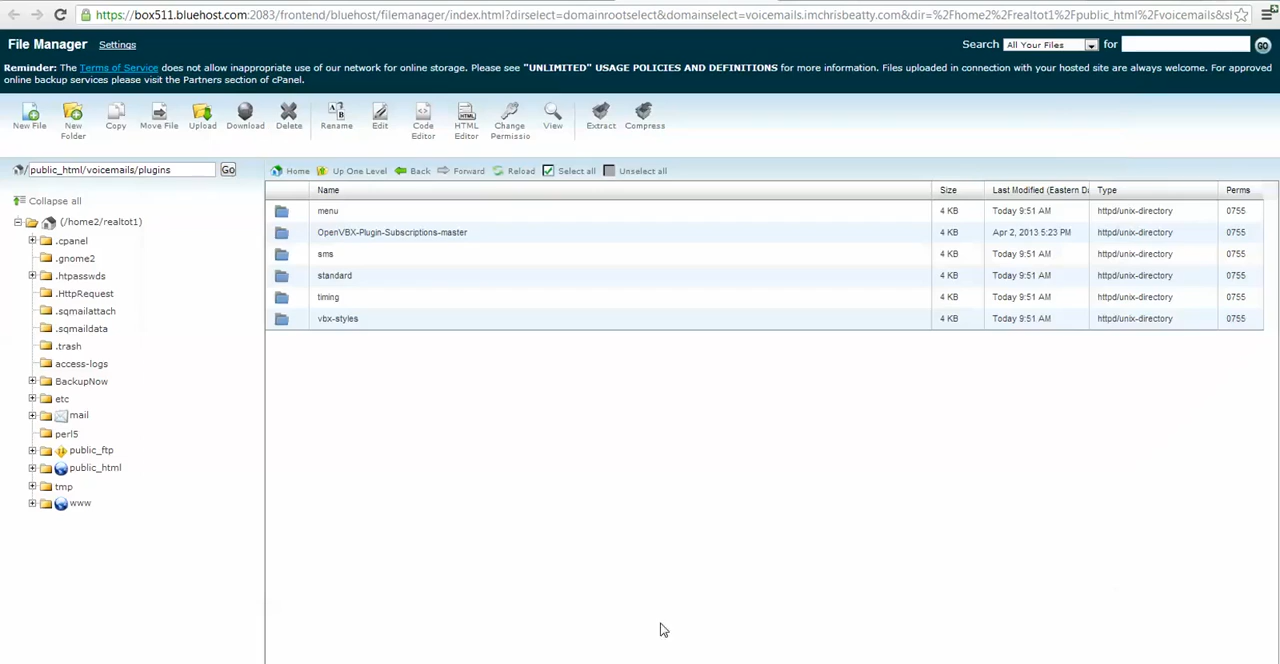 https://box511.bluehost.com:2083/frontend/bluehost/filemanager/index.html?dirselect=domainrootselect&domainselect=voicemails.imchrisbeatty.com&dir=%2Fhome2%2Frealtot1%2Fpublic_html%2Fvoicemails&sl
File Manager Settings Search All Your Files for GO
Reminder: The Terms of Service does not allow inappropriate use of our network for online storage. Please see "UNLIMITED" USAGE POLICIES AND DEFINITIONS for more information. Files uploaded in connection with your hosted site are always welcome. For approved
online backup services please visit the Partners section of cPanel.
New File New Folder Copy Move File Upload Download Delete Rename Edit Code Editor HTML Editor Change Permissio View Extract Compress
/public_html/voicemails/plugins Go Home Up One Level Back Forward Reload Select all Unselect all
Name Size Last Modified (Eastern Da Type Perms
menu 4 KB Today 9:51 AM httpd/unix-directory 0755
OpenVBX-Plugin-Subscriptions-master 4 KB Apr 2, 2013 5:23 PM httpd/unix-directory 0755
sms 4 KB Today 9:51 AM httpd/unix-directory 0755
standard 4 KB Today 9:51 AM httpd/unix-directory 0755
timing 4 KB Today 9:51 AM httpd/unix-directory 0755
vbx-styles 4 KB Today 9:51 AM httpd/unix-directory 0755
Collapse all
(/home2/realtot1)
.cpanel
.gnome2
.htpasswds
.HttpRequest
.sqmailattach
.sqmaildata
.trash
access-logs
BackupNow
etc
mail
perl5
public_ftp
public_html
tmp
www